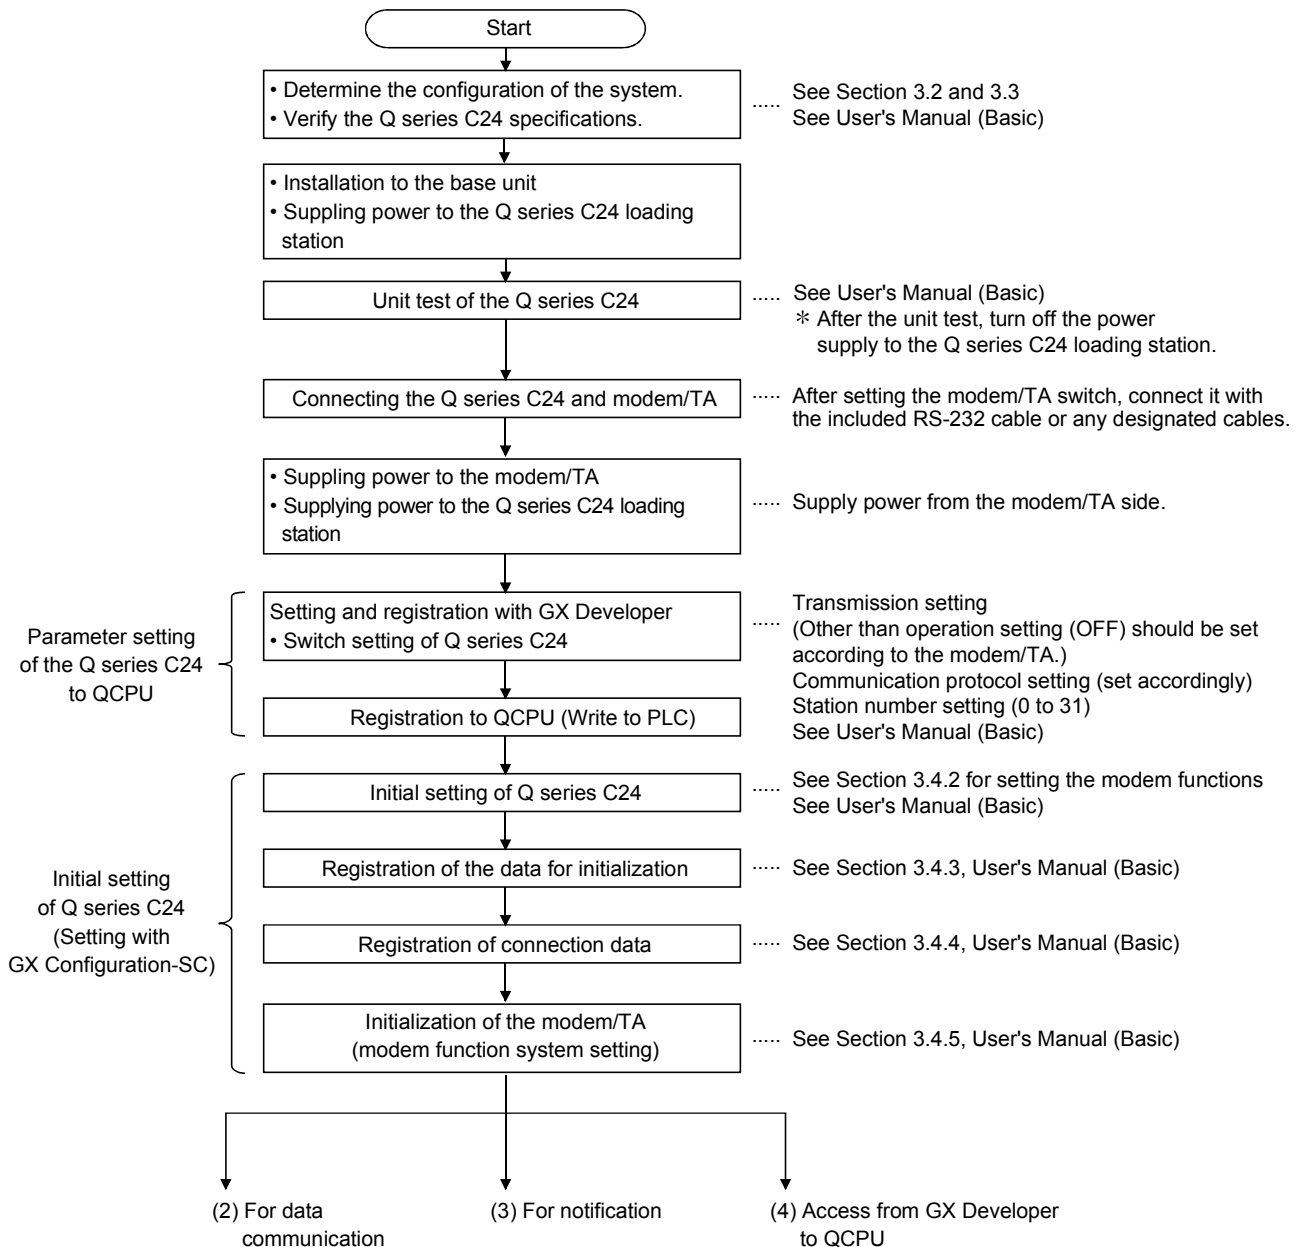 Start
• Determine the configuration of the system.
• Verify the Q series C24 specifications.
..... See Section 3.2 and 3.3
See User's Manual (Basic)
• Installation to the base unit
• Suppling power to the Q series C24 loading
station
Unit test of the Q series C24
..... See User's Manual (Basic)
* After the unit test, turn off the power
supply to the Q series C24 loading station.
Connecting the Q series C24 and modem/TA
..... After setting the modem/TA switch, connect it with
the included RS-232 cable or any designated cables.
• Suppling power to the modem/TA
• Supplying power to the Q series C24 loading
station
..... Supply power from the modem/TA side.
Parameter setting
of the Q series C24
to QCPU
Setting and registration with GX Developer
• Switch setting of Q series C24
Registration to QCPU (Write to PLC)
Transmission setting
..... (Other than operation setting (OFF) should be set
according to the modem/TA.)
Communication protocol setting (set accordingly)
Station number setting (0 to 31)
See User's Manual (Basic)
Initial setting
of Q series C24
(Setting with
GX Configuration-SC)
Initial setting of Q series C24
..... See Section 3.4.2 for setting the modem functions
See User's Manual (Basic)
Registration of the data for initialization
..... See Section 3.4.3, User's Manual (Basic)
Registration of connection data
..... See Section 3.4.4, User's Manual (Basic)
Initialization of the modem/TA
(modem function system setting)
..... See Section 3.4.5, User's Manual (Basic)
(2) For data
communication
(3) For notification
(4) Access from GX Developer
to QCPU